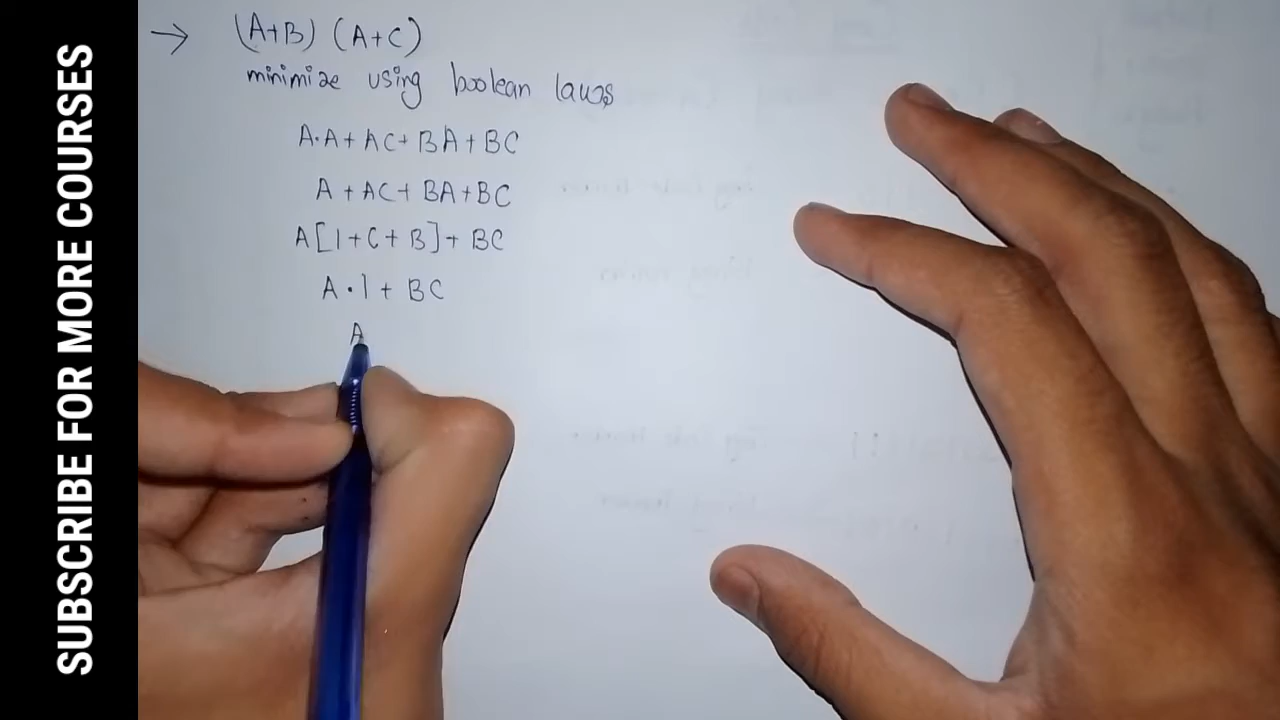 SUBSCRIBE FOR MORE COURSES
→ (A+B) (A+C)
minimize using boolean laws
A·A + AC + BA + BC
A + AC + BA + BC
A[1+C+B] + BC
A·1 + BC
A